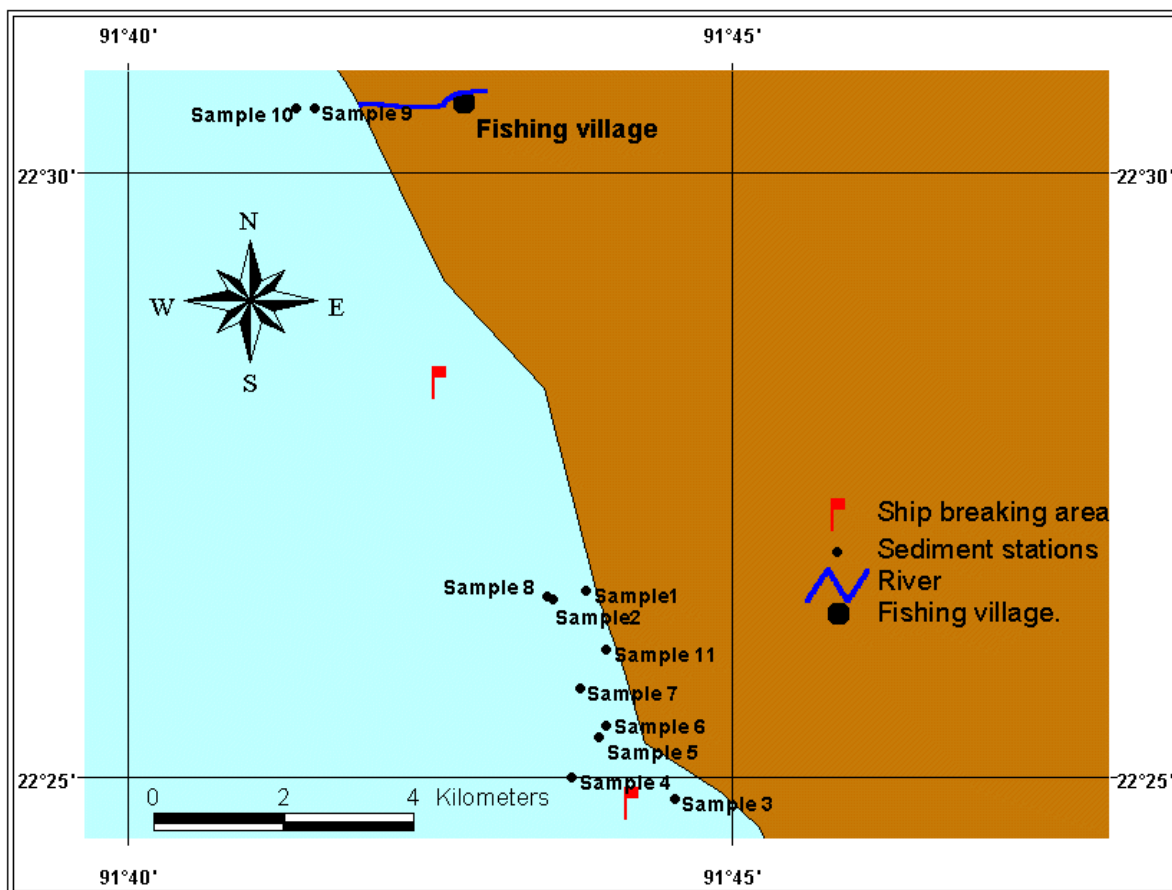 91°40' 91°45'
Sample 10 Sample 9
Fishing village
22°30' 22°30'
N
W E
S
Ship breaking area
Sediment stations
River
Fishing village.
Sample 8 Sample1
Sample2
Sample 11
Sample 7
Sample 6
Sample 5
22°25' Sample 4 22°25'
0 2 4 Kilometers Sample 3
91°40' 91°45'